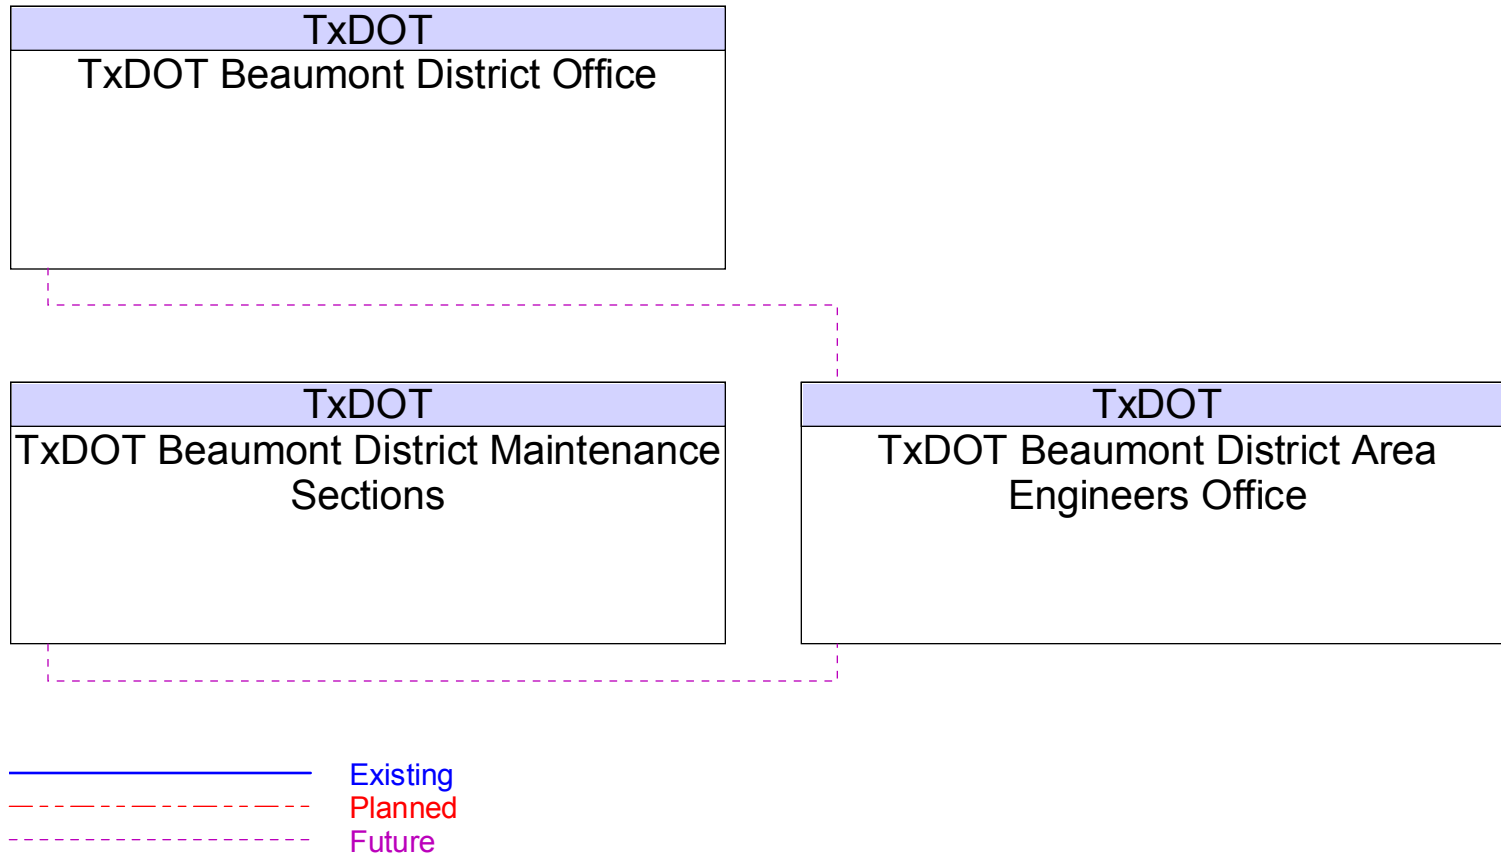 TxDOT
TxDOT Beaumont District Office
TxDOT
TxDOT Beaumont District Maintenance
Sections
TxDOT
TxDOT Beaumont District Area
Engineers Office
Existing
Planned
Future